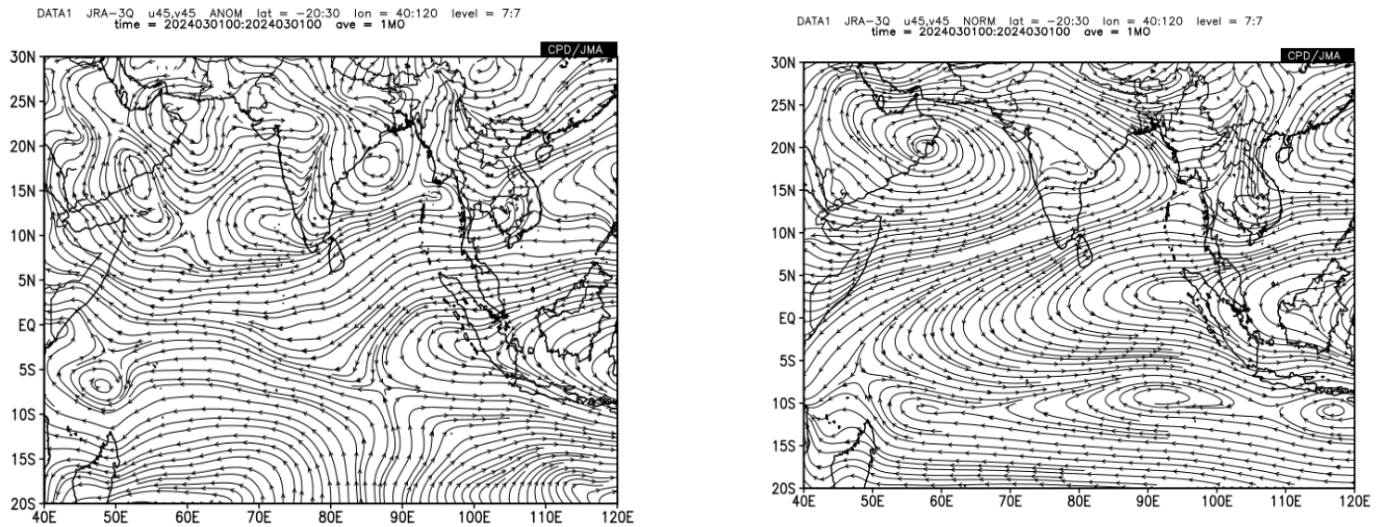 DATA1 JRA-3Q u45,v45 ANOM lat = -20:30 lon = 40:120 level = 7:7
time = 2024030100:2024030100 ave = 1MO
CPD/JMA
30N
25N
20N
15N
10N
5N
EQ
5S
10S
15S
20S
40E 50E 60E 70E 80E 90E 100E 110E 120E
DATA1 JRA-3Q u45,v45 NORM lat = -20:30 lon = 40:120 level = 7:7
time = 2024030100:2024030100 ave = 1MO
CPD/JMA
30N
25N
20N
15N
10N
5N
EQ
5S
10S
15S
20S
40E 50E 60E 70E 80E 90E 100E 110E 120E